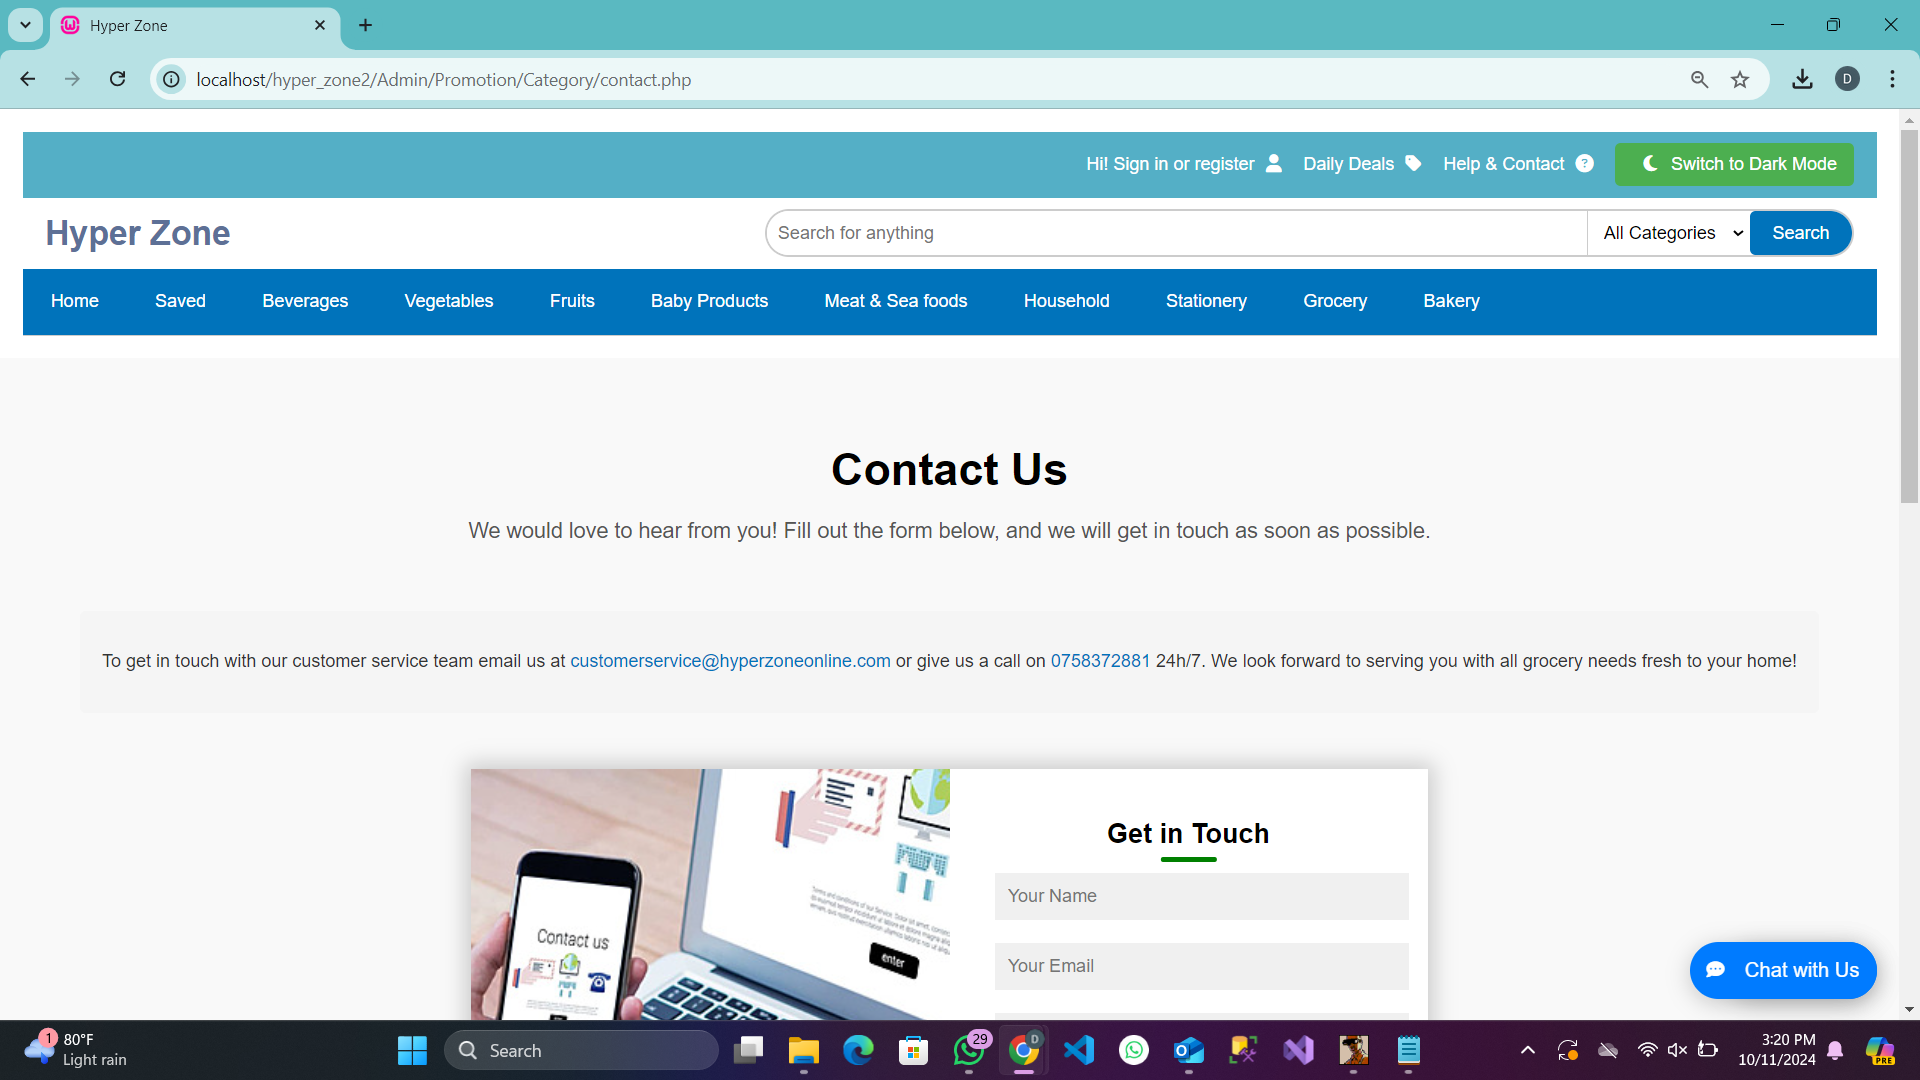 Hyper Zone
localhost/hyper_zone2/Admin/Promotion/Category/contact.php
D
Hi! Sign in or register
Daily Deals
Help & Contact
Switch to Dark Mode
Hyper Zone
Search for anything
All Categories
Search
Home
Saved
Beverages
Vegetables
Fruits
Baby Products
Meat & Sea foods
Household
Stationery
Grocery
Bakery
Contact Us
We would love to hear from you! Fill out the form below, and we will get in touch as soon as possible.
To get in touch with our customer service team email us at customerservice@hyperzoneonline.com or give us a call on 0758372881 24h/7. We look forward to serving you with all grocery needs fresh to your home!
Contact us
enter
Get in Touch
Your Name
Your Email
Chat with Us
1
80°F
Light rain
Search
29
D
PRE
3:20 PM
10/11/2024